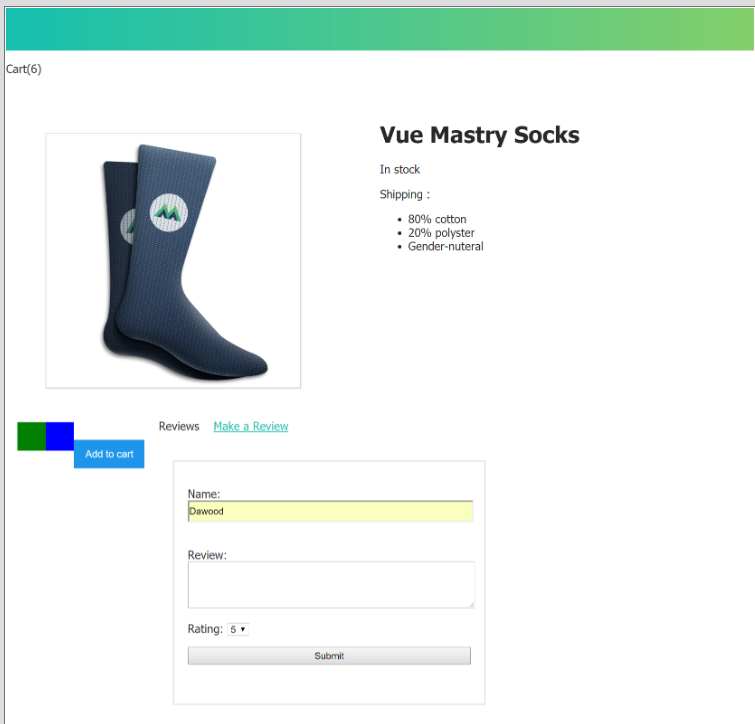 Cart(6)
Vue Mastry Socks
In stock
Shipping :
80% cotton
20% polyster
Gender-nuteral
Reviews Make a Review
Add to cart
Name:
Dawood
Review:
Rating: 5
Submit